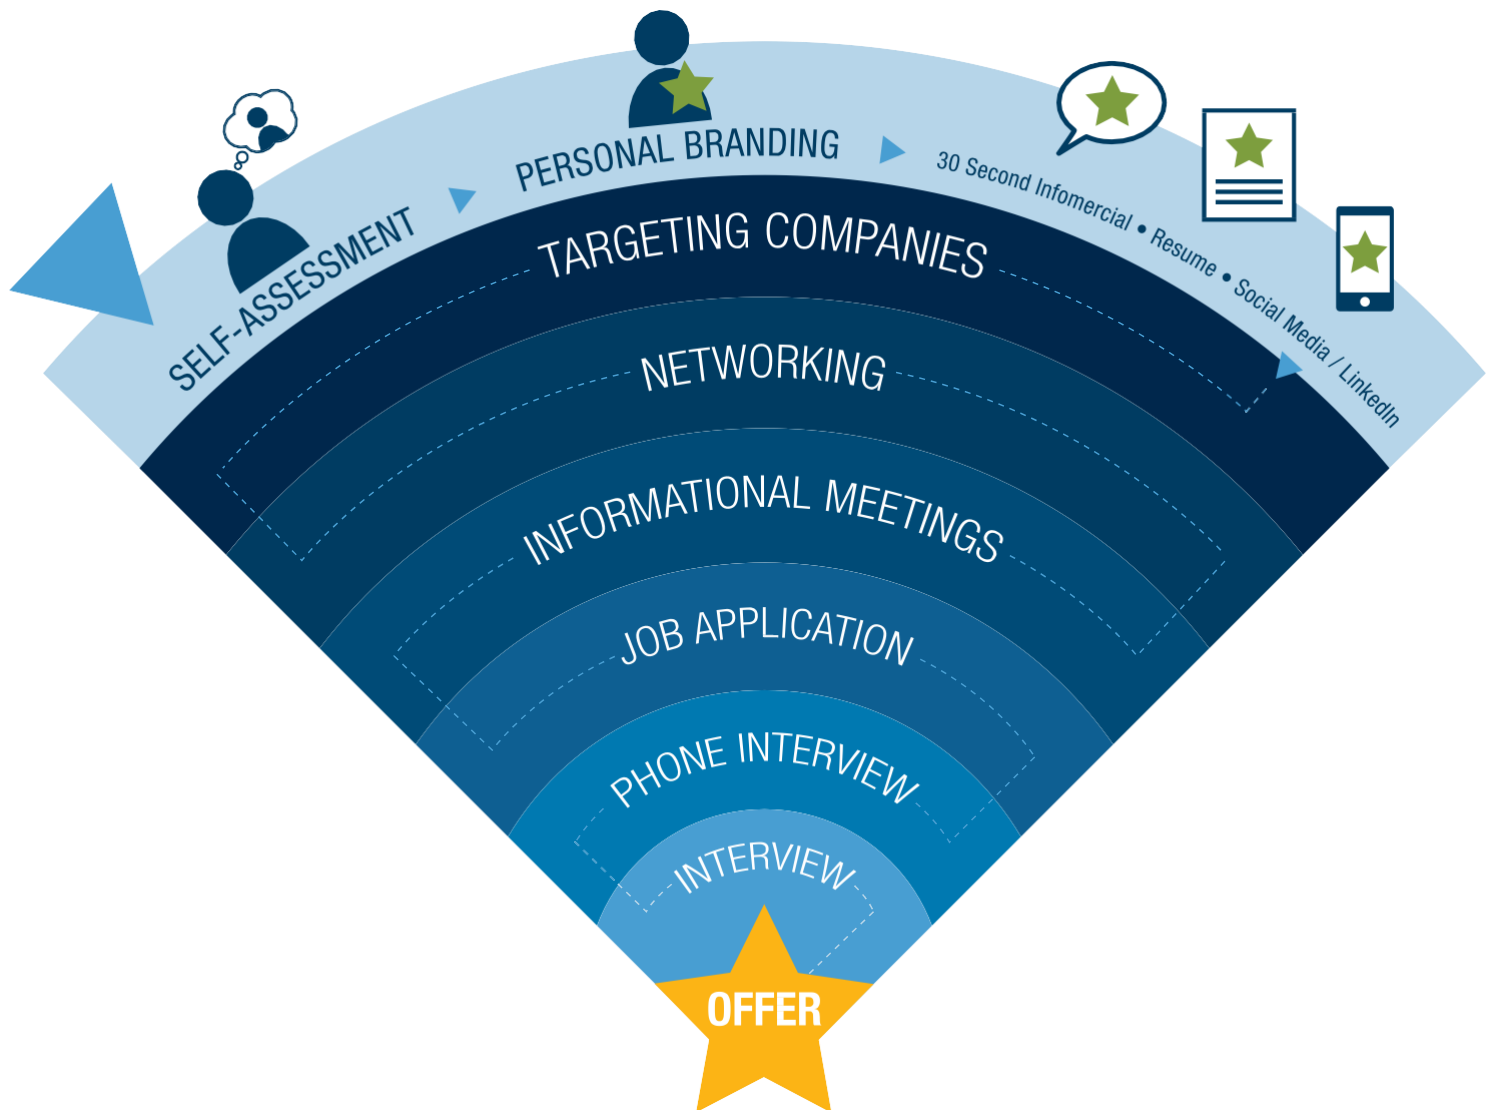 SELF-ASSESSMENT
PERSONAL BRANDING
30 Second Infomercial • Resume • Social Media / LinkedIn
TARGETING COMPANIES
NETWORKING
INFORMATIONAL MEETINGS
JOB APPLICATION
PHONE INTERVIEW
INTERVIEW
OFFER